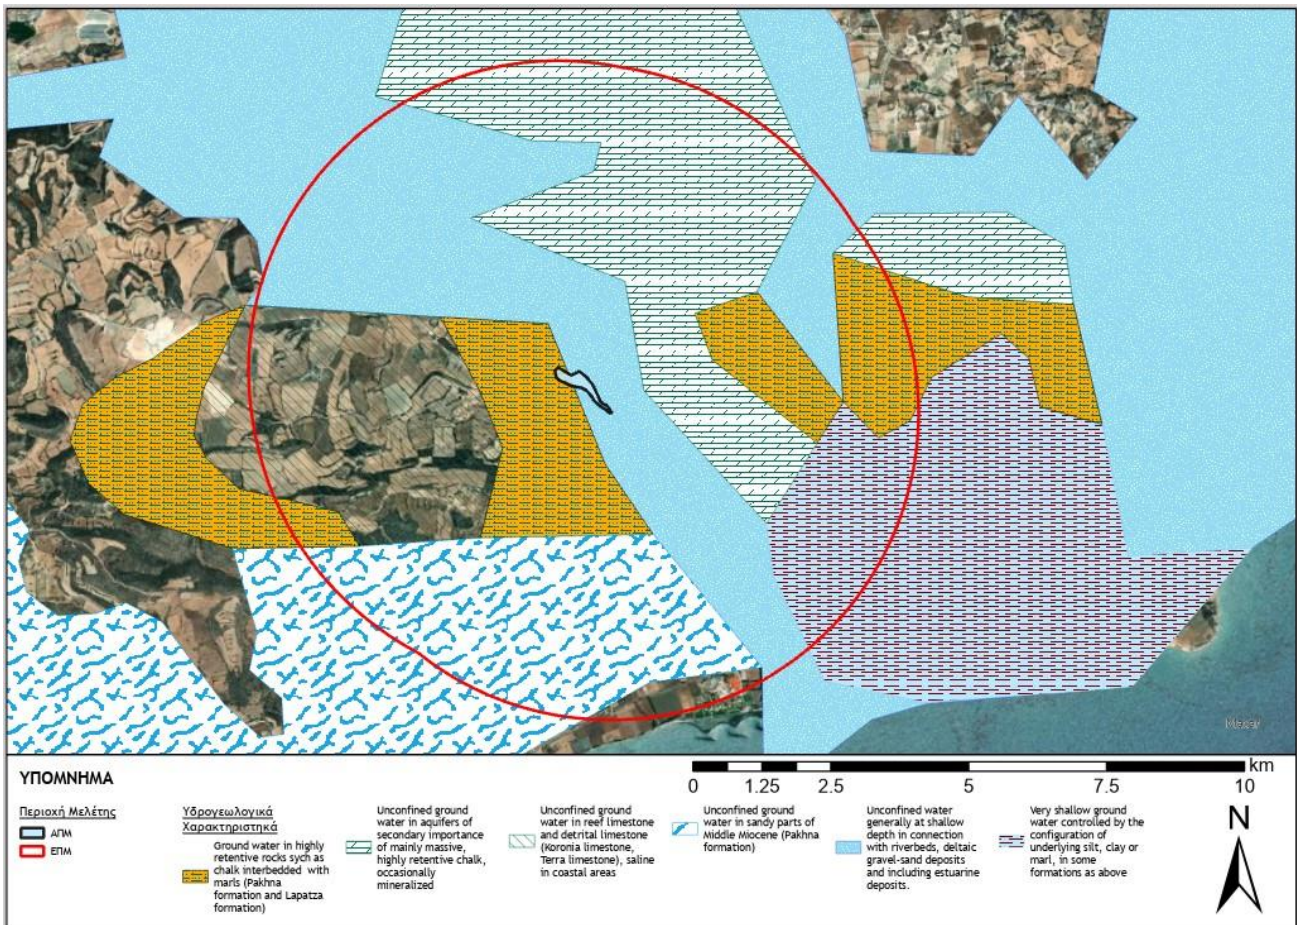 Mazar
km
0
1.25
2.5
5
7.5
10
N
ΥΠΟΜΝΗΜΑ
Περιοχή Μελέτης
ΑΠΜ
ΕΠΜ
Υδρογεωλογικά
Χαρακτηριστικά
Ground water in highly
retentive rocks sych as
chalk interbedded with
marls (Pakhna
formation and Lapatza
formation)
Unconfined ground
water in aquifers of
secondary importance
of mainly massive,
highly retentive chalk,
occasionally
mineralized
Unconfined ground
water in reef limestone
and detrital limestone
(Koronia limestone,
Terra limestone), saline
in coastal areas
Unconfined ground
water in sandy parts of
Middle Miocene (Pakhna
formation)
Unconfined water
generally at shallow
depth in connection
with riverbeds, deltaic
gravel-sand deposits
and including estuarine
deposits.
Very shallow ground
water controlled by the
configuration of
underlying silt, clay or
marl, in some
formations as above